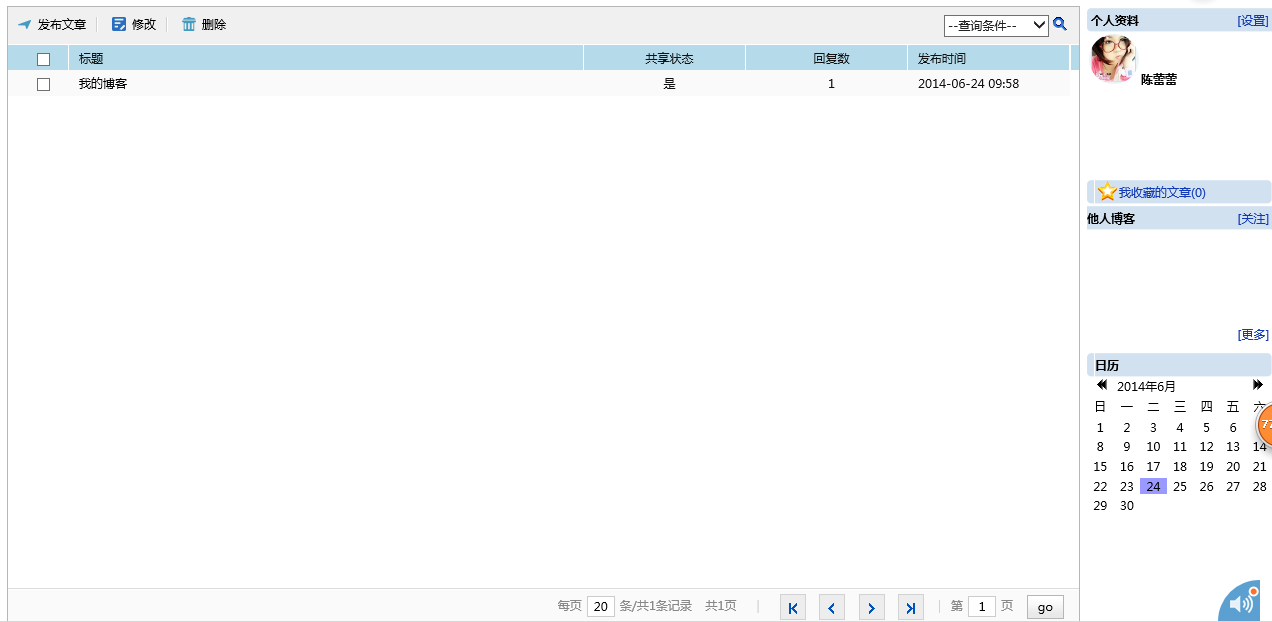 发布文章 修改 删除 --查询条件--
标题 共享状态 回复数 发布时间
我的博客 是 1 2014-06-24 09:58
每页 20 条/共1条记录 共1页 第 1 页 go
个人资料 [设置]
陈蕾蕾
我收藏的文章(0)
他人博客 [关注]
[更多]
日历
2014年6月
日 一 二 三 四 五 六
1 2 3 4 5 6
8 9 10 11 12 13 14
15 16 17 18 19 20 21
22 23 24 25 26 27 28
29 30